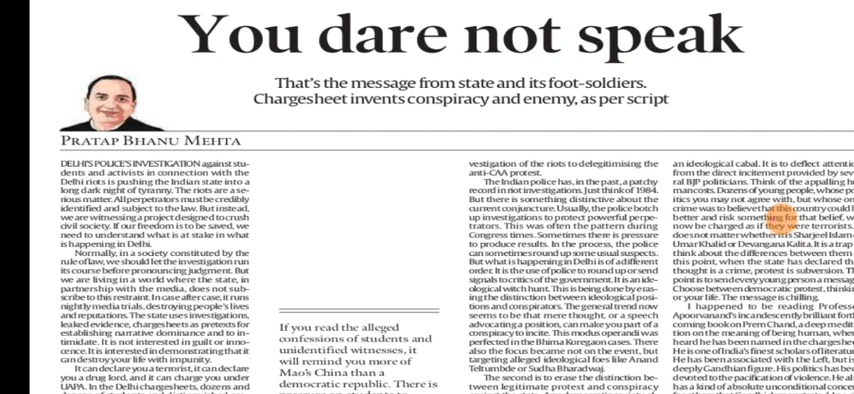 You dare not speak
That's the message from state and its foot-soldiers.
Chargesheet invents conspiracy and enemy, as per script
PRATAP BHANU MEHTA
DELHI'S POLICE'S INVESTIGATION against stu-
dents and activists in connection with the
Delhi riots is pushing the Indian state into a
long dark night of tyranny. The riots are a se-
rious matter. All perpetrators must be credibly
identified and subject to the law. But instead,
we are witnessing a project designed to crush
civil society. If our freedom is to be saved, we
need to understand what is at stake in what
is happening in Delhi.
Normally, in a society constituted by the
rule of law, we should let the investigation run
its course before pronouncing judgment. But
we are living in a world where the state, in
partnership with the media, does not sub-
scribe to this restraint. In case after case, it runs
nightly media trials, destroying people's lives
and reputations. The state uses investigations,
leaked evidence, chargesheets as pretexts for
establishing narrative dominance and to in-
timidate. It is not interested in guilt or inno-
cence. It is interested in demonstrating that it
can destroy your life with impunity.
It can declare you a terrorist, it can declare
you a drug lord, and it can charge you under
UAPA. In the Delhi chargesheets, dozens and
If you read the alleged
confessions of students and
unidentified witnesses, it
will remind you more of
Mao's China than a
democratic republic. There is
vestigation of the riots to delegitimising the
anti-CAA protest.
The Indian police has, in the past, a patchy
record in riot investigations. Just think of 1984.
But there is something distinctive about the
current conjuncture. Usually, the police botch
up investigations to protect powerful perpe-
trators. This was often the pattern during
Congress times. Sometimes there is pressure
to produce results. In the process, the police
can sometimes round up some usual suspects.
But what is happening in Delhi is of a different
order. It is the use of police to round up or send
signals to critics of the government. It is an ide-
ological witch hunt. This is being done by eras-
ing the distinction between ideological posi-
tions and conspirators. The general trend now
seems to be that mere thought, or a speech
advocating a position, can make you part of a
conspiracy to incite. This modus operandi was
perfected in the Bhima Koregaon cases. There
also the focus became not on the event, but
targeting alleged ideological foes like Anand
Teltumbde or Sudha Bharadwaj.
The second is to erase the distinction be-
tween legitimate protest and conspiracy
an ideological cabal. It is to deflect attentio
from the direct incitement provided by sev
ral BJP politicians. Think of the appalling hu
man costs. Dozens of young people, whose po
itics you may not agree with, but whose on
crime was to believe that this country could b
better and risk something for that belief, w
now be charged as if they were terrorists.
does not matter whether it is Sharjeel Islam
Umar Khalid or Devangana Kalita. It is a trap
think about the differences between them
this point, when the state has declared th
thought is a crime, protest is subversion. Th
point is to send every young person a messag
Choose between democratic protest, thinkin
or your life. The message is chilling.
I happened to be reading Professo
Apoorvanand's incandescently brilliant forth
coming book on Prem Chand, a deep medit
tion on the meaning of being human, whe
heard he has been named in the chargeshee
He is one of India's finest scholars of literatur
He has been associated with the Left, but is
deeply Gandhian figure. His politics has bee
devoted to the pacification of violence. He al
has a kind of absolute unconditional concer